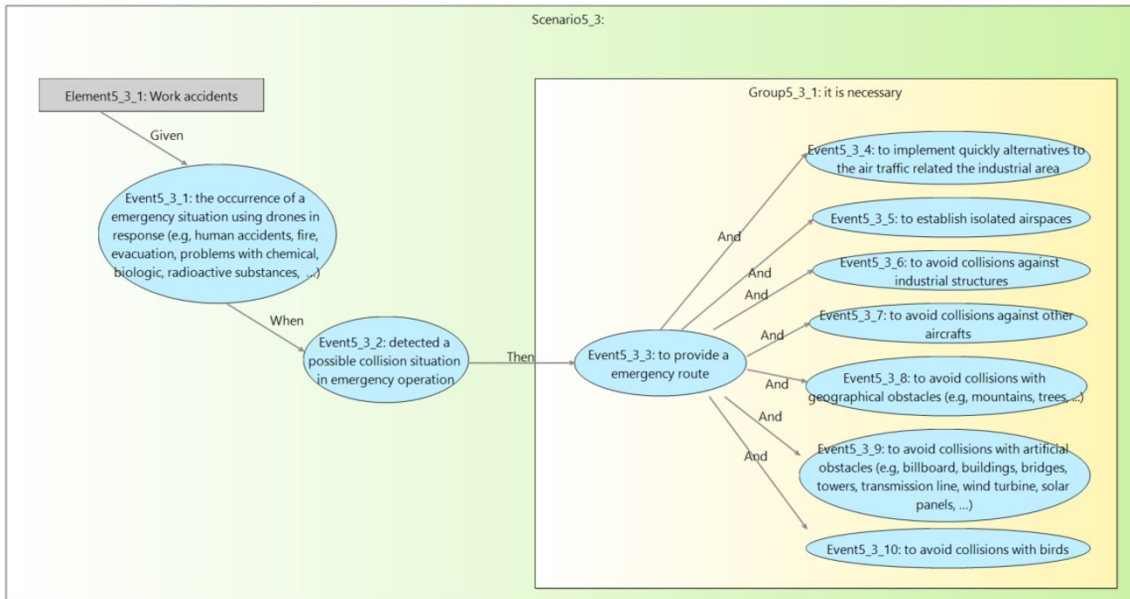 Scenario5_3:
Element5_3_1: Work accidents
Given
Event5_3_1: the occurrence of a
emergency situation using drones in
response (e.g, human accidents, fire,
evacuation, problems with chemical,
biologic, radioactive substances, ...)
When
Event5_3_2: detected a
possible collision situation
in emergency operation
Then
Group5_3_1: it is necessary
Event5_3_3: to provide a
emergency route
And
Event5_3_4: to implement quickly alternatives to
the air traffic related the industrial area
And
Event5_3_5: to establish isolated airspaces
And
Event5_3_6: to avoid collisions against
industrial structures
And
Event5_3_7: to avoid collisions against other
aircrafts
And
Event5_3_8: to avoid collisions with
geographical obstacles (e.g, mountains, trees, ...)
And
Event5_3_9: to avoid collisions with artificial
obstacles (e.g, billboard, buildings, bridges,
towers, transmission line, wind turbine, solar
panels, ...)
And
Event5_3_10: to avoid collisions with birds